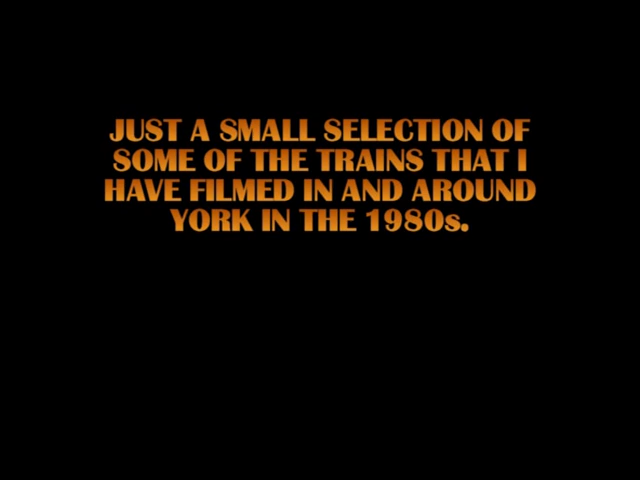 JUST A SMALL SELECTION OF
SOME OF THE TRAINS THAT I
HAVE FILMED IN AND AROUND
YORK IN THE 1980s.